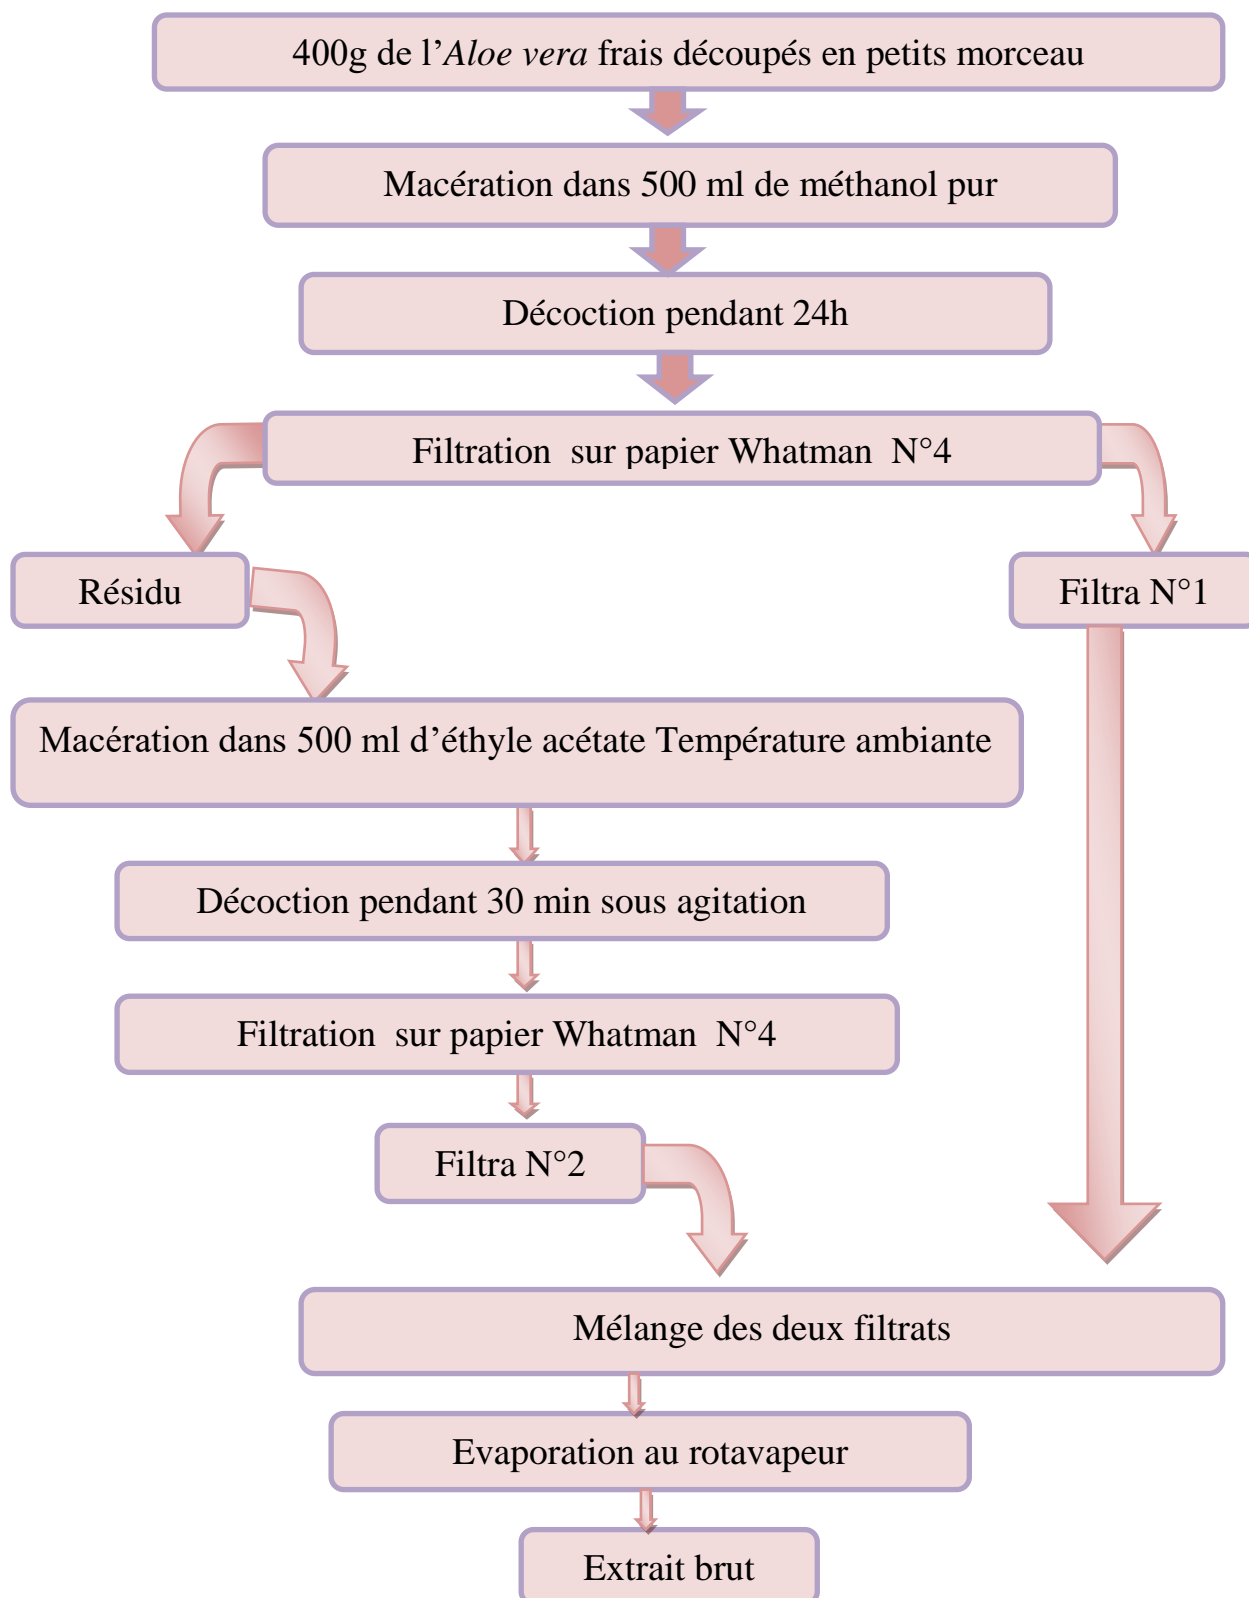 400g de l’Aloe vera frais découpés en petits morceau
Macération dans 500 ml de méthanol pur
Décoction pendant 24h
Filtration  sur papier Whatman  N°4
Résidu
Filtra N°1
Macération dans 500 ml d’éthyle acétate Température ambiante
Décoction pendant 30 min sous agitation
Filtration  sur papier Whatman  N°4
Filtra N°2
Mélange des deux filtrats
Evaporation au rotavapeur
Extrait brut